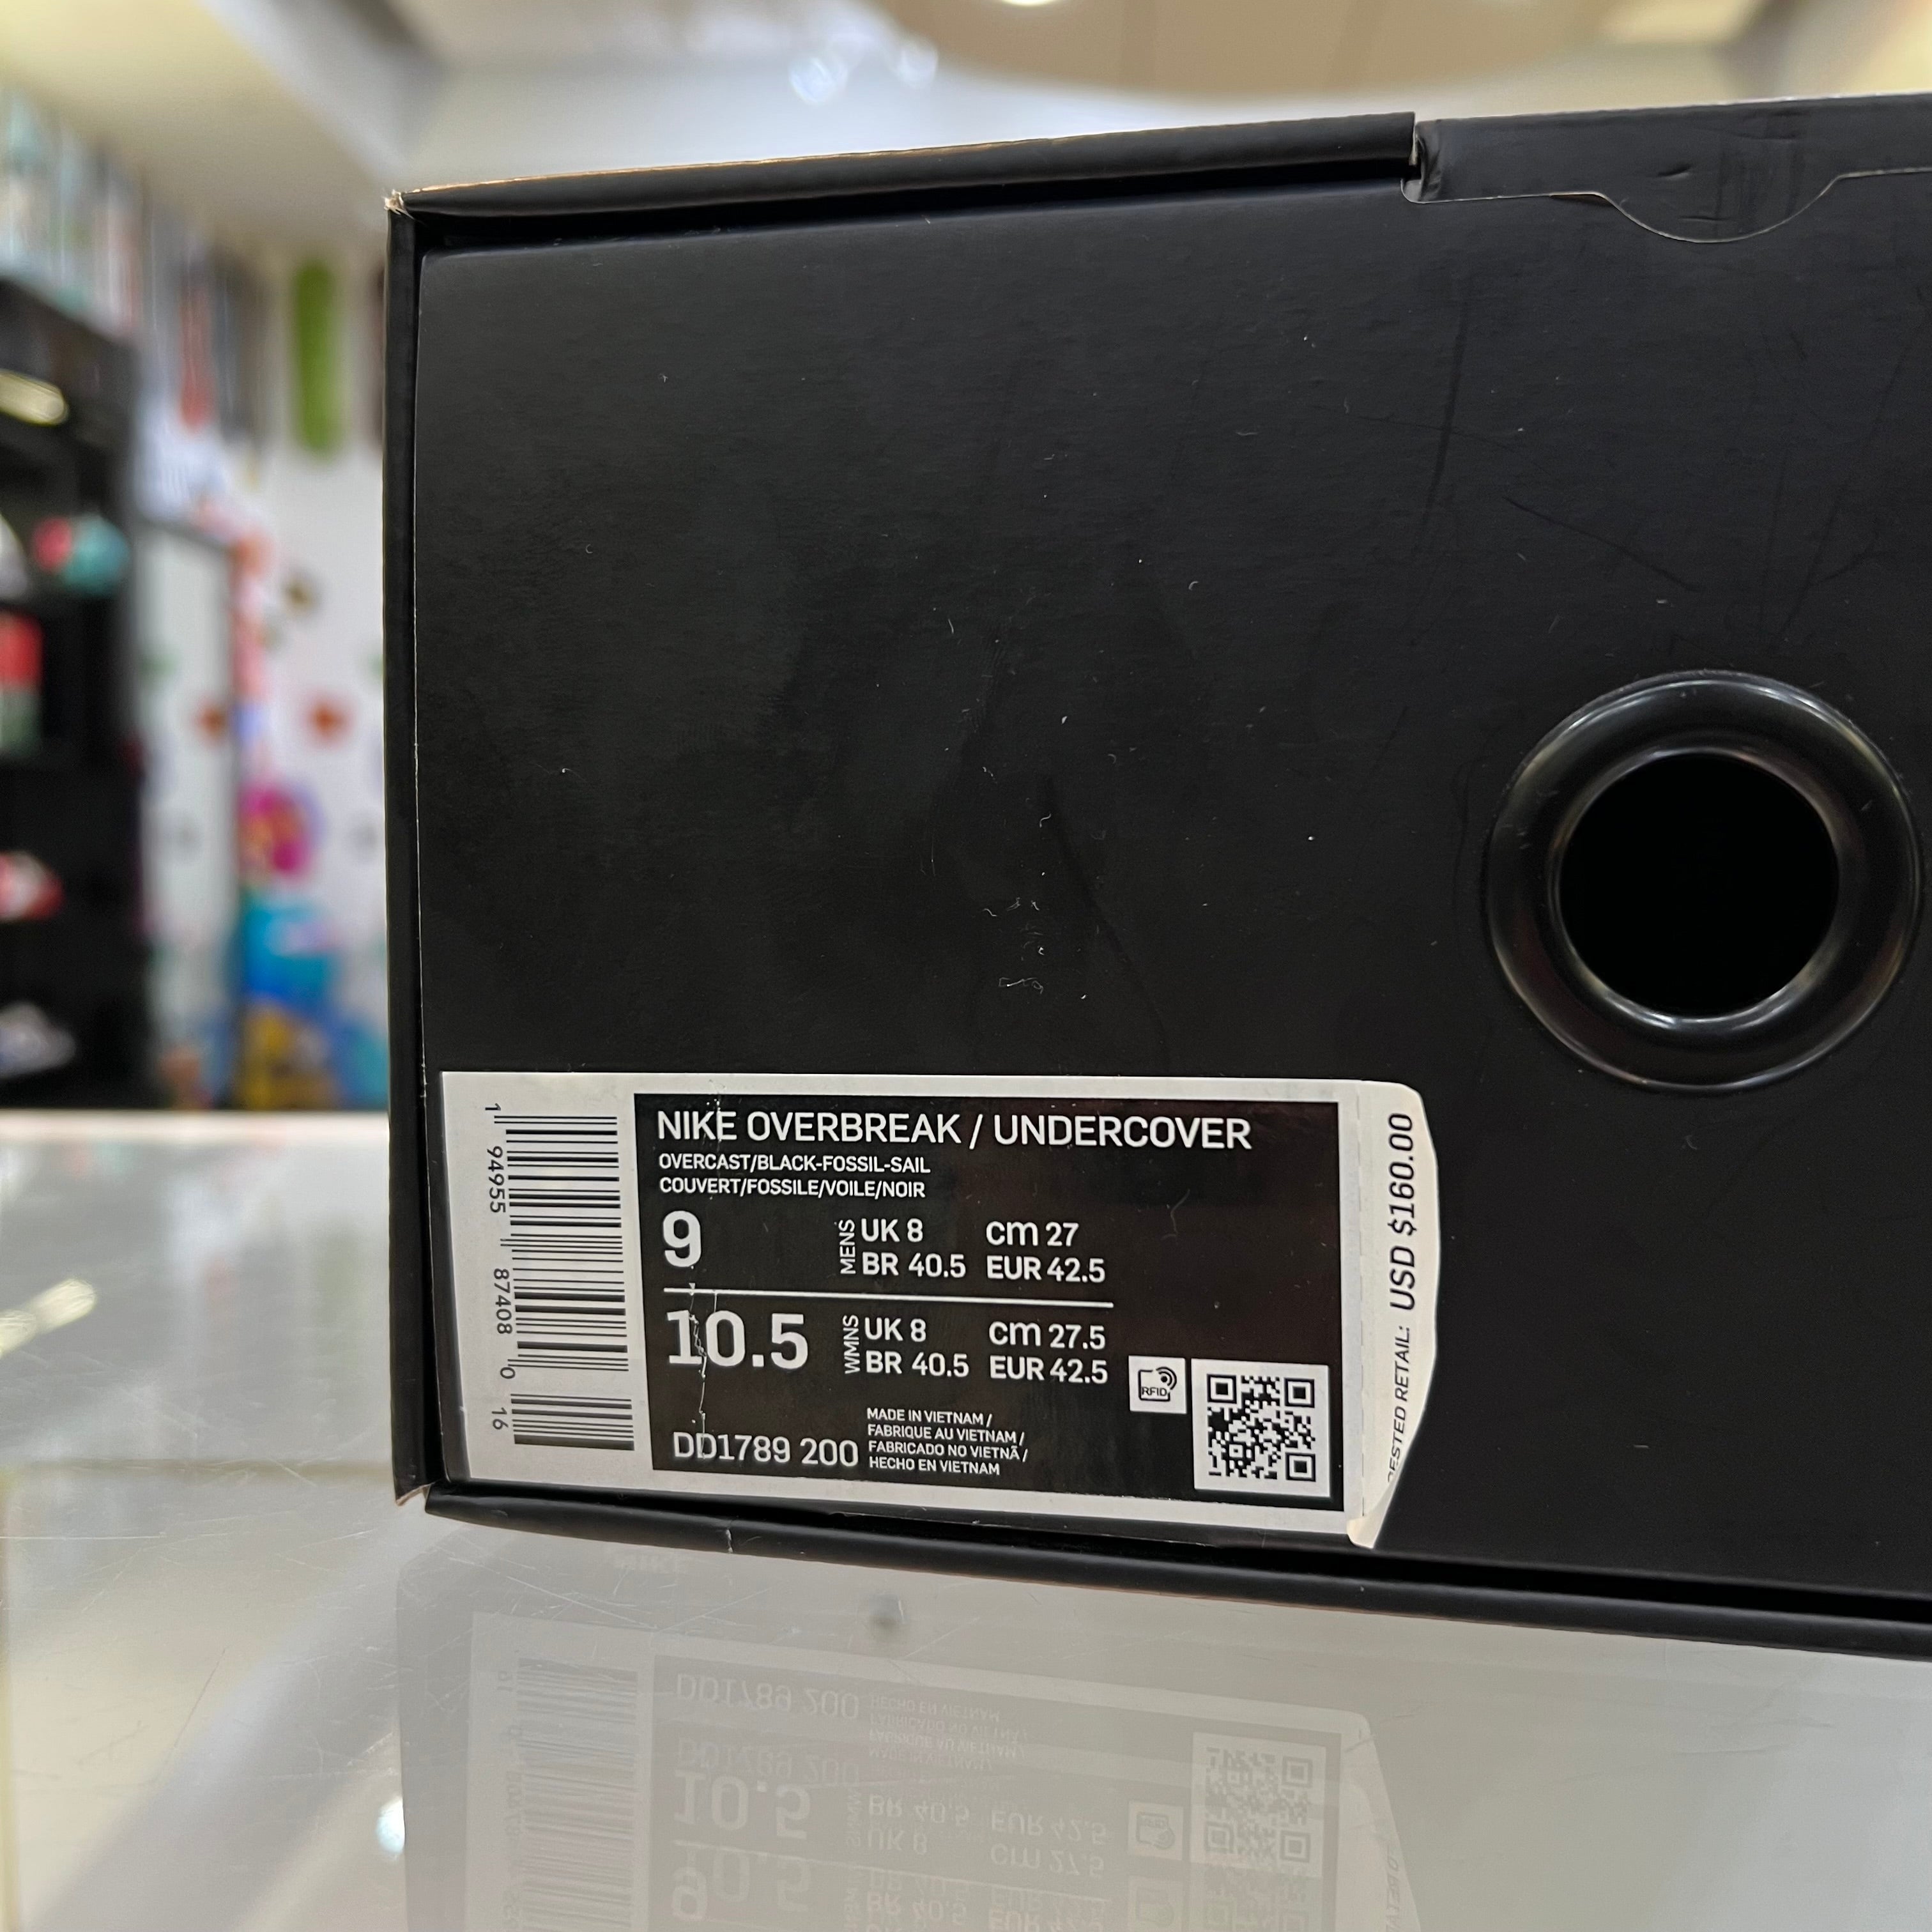 NIKE OVERBREAK / UNDERCOVER
OVERCAST/BLACK-FOSSIL-SAIL
COUVERT/FOSSILE/VOILE/NOIR
9
MENS
UK 8 cm 27
BR 40.5 EUR 42.5
10.5
WMNS
UK 8 cm 27.5
BR 40.5 EUR 42.5
RFID
DD1789 200
MADE IN VIETNAM /
FABRIQUE AU VIETNAM /
FABRICADO NO VIETNÃ /
HECHO EN VIETNAM
1 94955 87408 0 16
RETAIL: USD $160.00